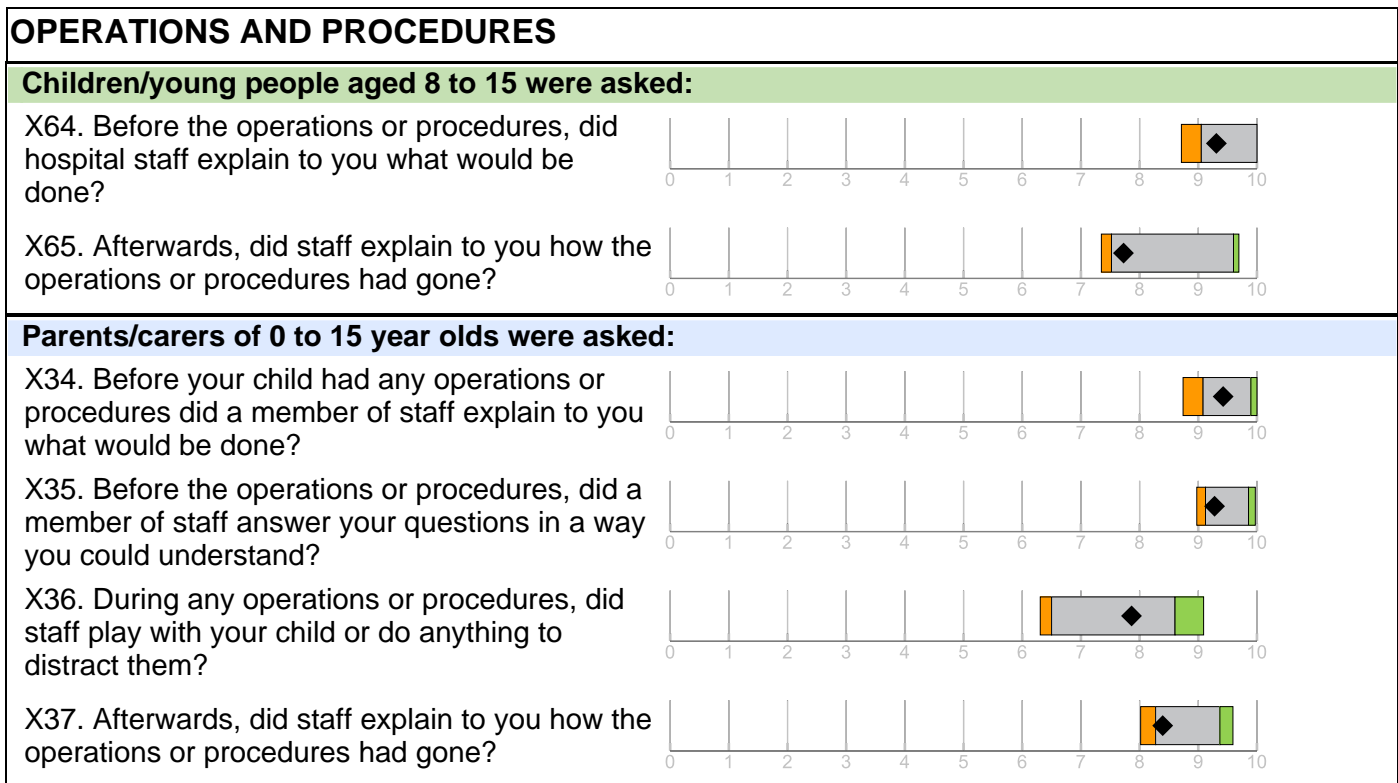 OPERATIONS AND PROCEDURES
Children/young people aged 8 to 15 were asked:
X64. Before the operations or procedures, did
hospital staff explain to you what would be
done?
0 1 2 3 4 5 6 7 8 9 10
X65. Afterwards, did staff explain to you how the
operations or procedures had gone?
0 1 2 3 4 5 6 7 8 9 10
Parents/carers of 0 to 15 year olds were asked:
X34. Before your child had any operations or
procedures did a member of staff explain to you
what would be done?
0 1 2 3 4 5 6 7 8 9 10
X35. Before the operations or procedures, did a
member of staff answer your questions in a way
you could understand?
0 1 2 3 4 5 6 7 8 9 10
X36. During any operations or procedures, did
staff play with your child or do anything to
distract them?
0 1 2 3 4 5 6 7 8 9 10
X37. Afterwards, did staff explain to you how the
operations or procedures had gone?
0 1 2 3 4 5 6 7 8 9 10